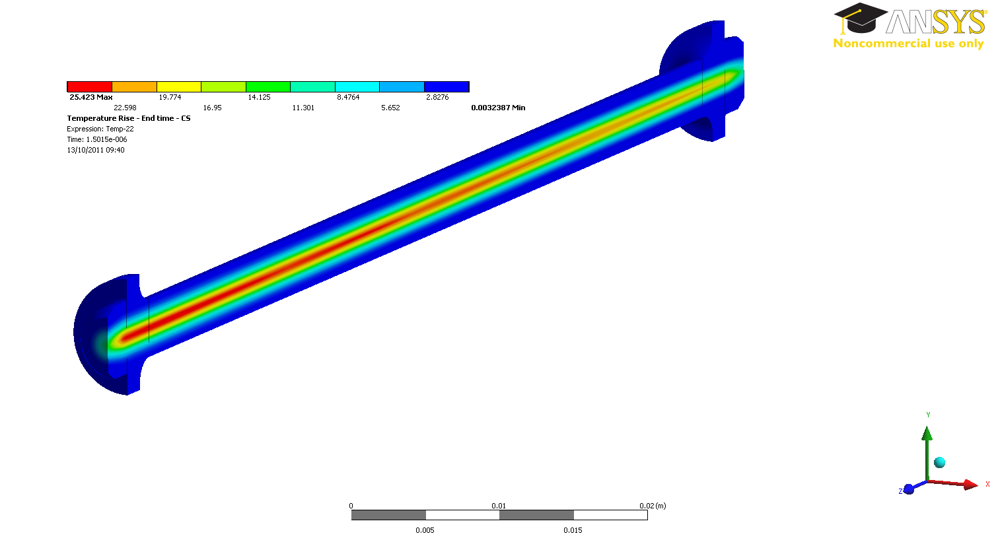 ANSYS®
Noncommercial use only
25.423 Max
22.598
19.774
16.95
14.125
11.301
8.4764
5.652
2.8276
0.0032387 Min
Temperature Rise - End time - CS
Expression: Temp-22
Time: 1.5015e-006
13/10/2011 09:40
Y
X
Z
0
0.01
0.02 (m)
0.005
0.015